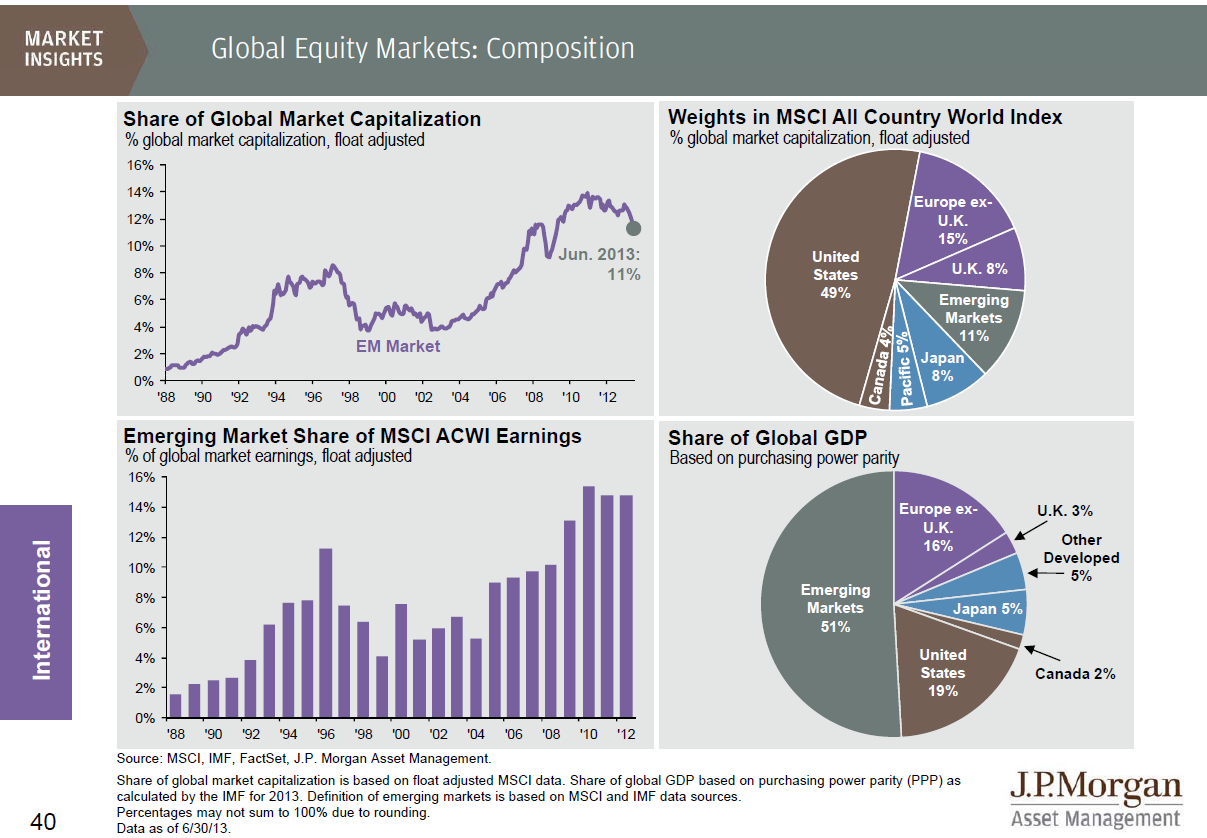 MARKET
INSIGHTS
Global Equity Markets: Composition
Share of Global Market Capitalization
% global market capitalization, float adjusted
16%
14%
12%
10%
8%
6%
4%
2%
0%
'88 '90 '92 '94 '96 '98 '00 '02 '04 '06 '08 '10 '12
Jun. 2013:
11%
EM Market
Weights in MSCI All Country World Index
% global market capitalization, float adjusted
Europe ex-
U.K.
15%
U.K. 8%
Emerging
Markets
11%
Japan
8%
Pacific 5%
Canada 4%
United
States
49%
Emerging Market Share of MSCI ACWI Earnings
% of global market earnings, float adjusted
16%
14%
12%
10%
8%
6%
4%
2%
0%
'88 '90 '92 '94 '96 '98 '00 '02 '04 '06 '08 '10 '12
Share of Global GDP
Based on purchasing power parity
Europe ex-
U.K.
16%
U.K. 3%
Other
Developed
5%
Japan 5%
Canada 2%
United
States
19%
Emerging
Markets
51%
International
Source: MSCI, IMF, FactSet, J.P. Morgan Asset Management.
Share of global market capitalization is based on float adjusted MSCI data. Share of global GDP based on purchasing power parity (PPP) as
calculated by the IMF for 2013. Definition of emerging markets is based on MSCI and IMF data sources.
Percentages may not sum to 100% due to rounding.
Data as of 6/30/13.
40
J.P.Morgan
Asset Management